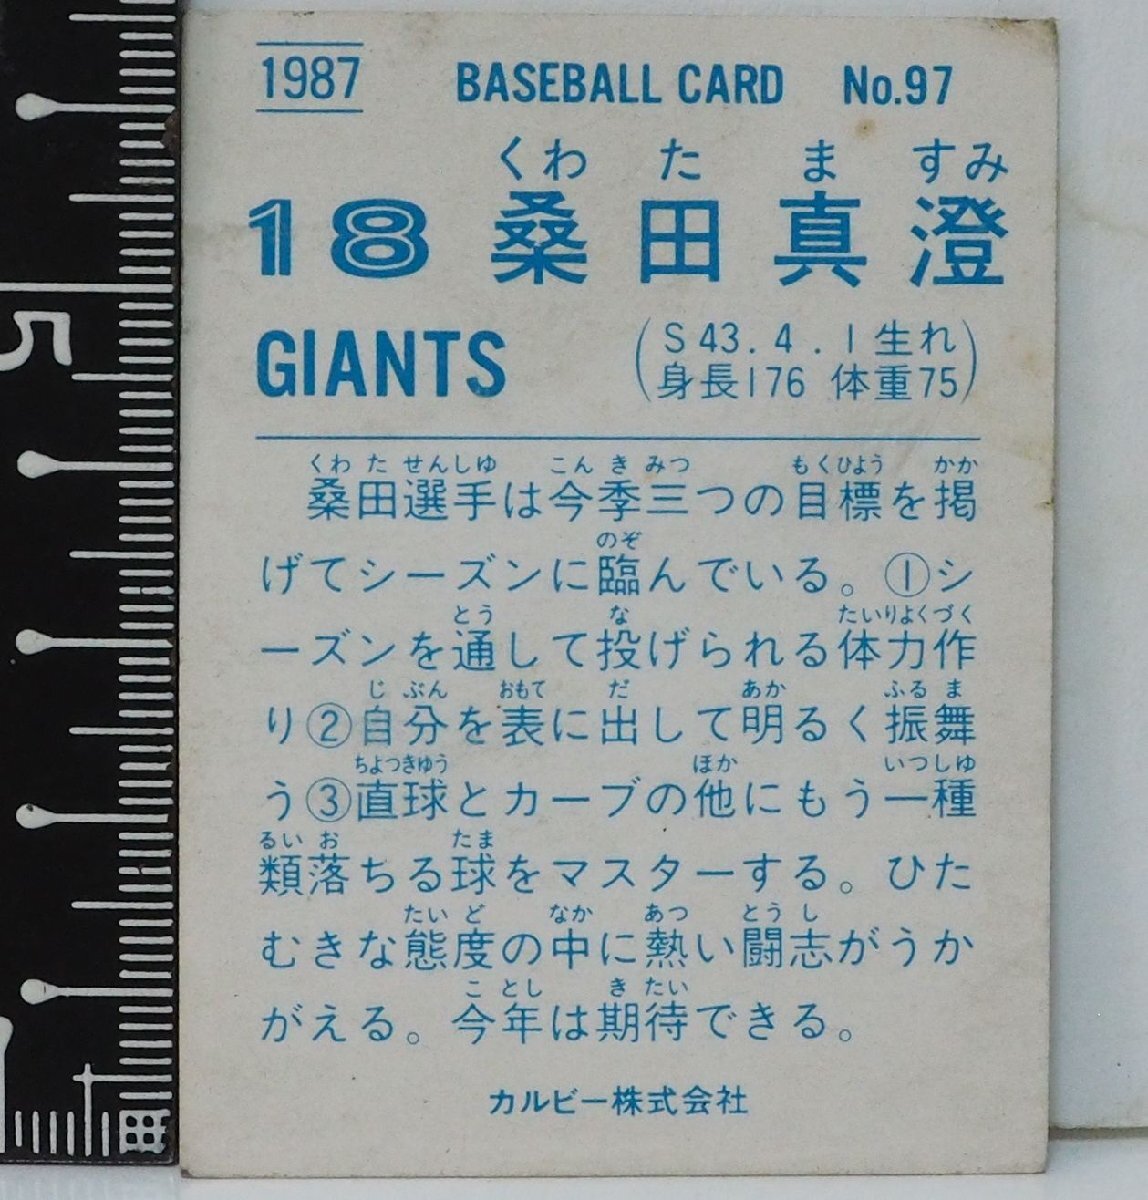 1987 BASEBALL CARD No.97
くわ た ま すみ
18 桑田真澄
GIANTS
(S43.4.1生れ
身長176 体重75)
くわ た せんしゆ こん き みつ もくひよう かか
桑田選手は今季三つの目標を掲
のぞ
げてシーズンに臨んでいる。①シ
とう な たいりよくづく
ーズンを通して投げられる体力作
じ ぶん おもて だ あか ふる ま
り②自分を表に出して明るく振舞
ちよつきゆう ほか いつしゆ
う③直球とカーブの他にもう一種
るい お たま
類落ちる球をマスターする。ひた
たい ど なか あつ とう し
むきな態度の中に熱い闘志がうか
こ とし き たい
がえる。今年は期待できる。
カルビー株式会社
5